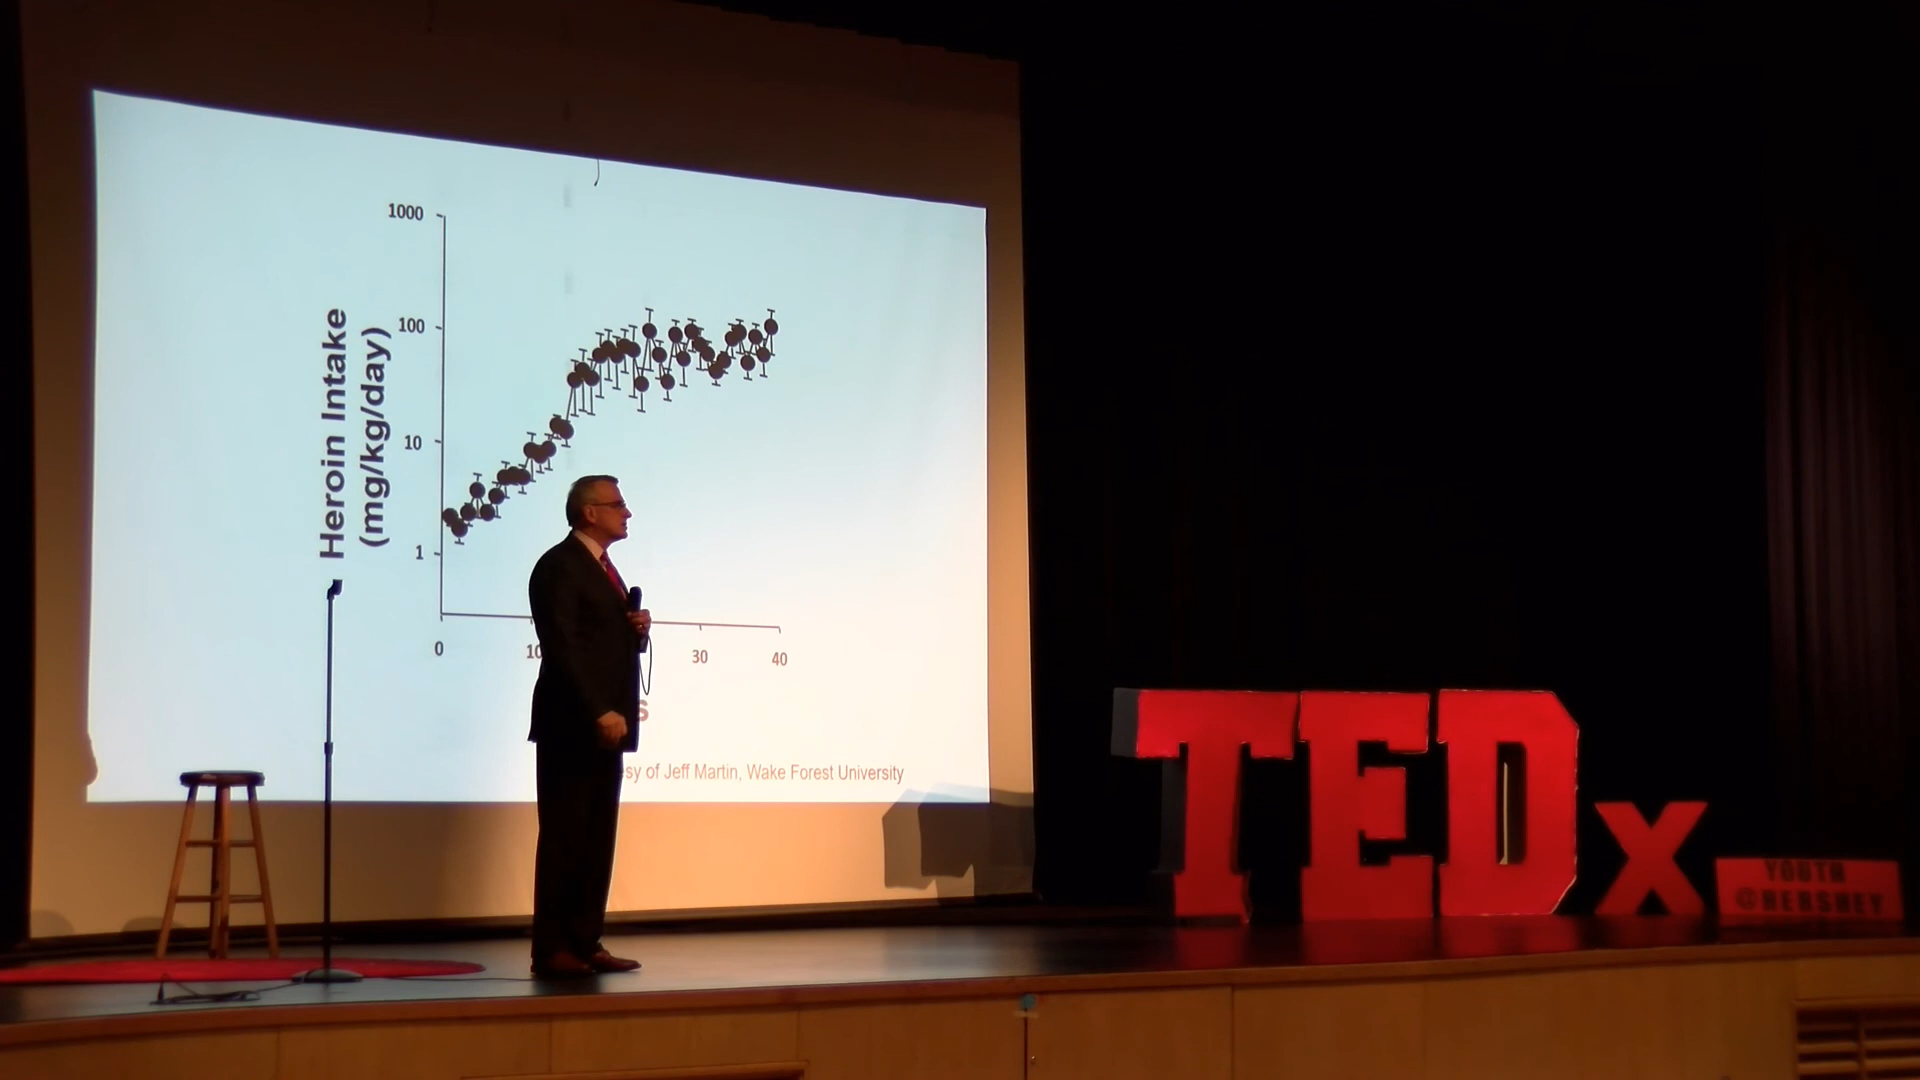 1000
100
10
1
Heroin Intake
(mg/kg/day)
0
10
30
40
s
sy of Jeff Martin, Wake Forest University
TEDx
YOUTH
@HERSHEY